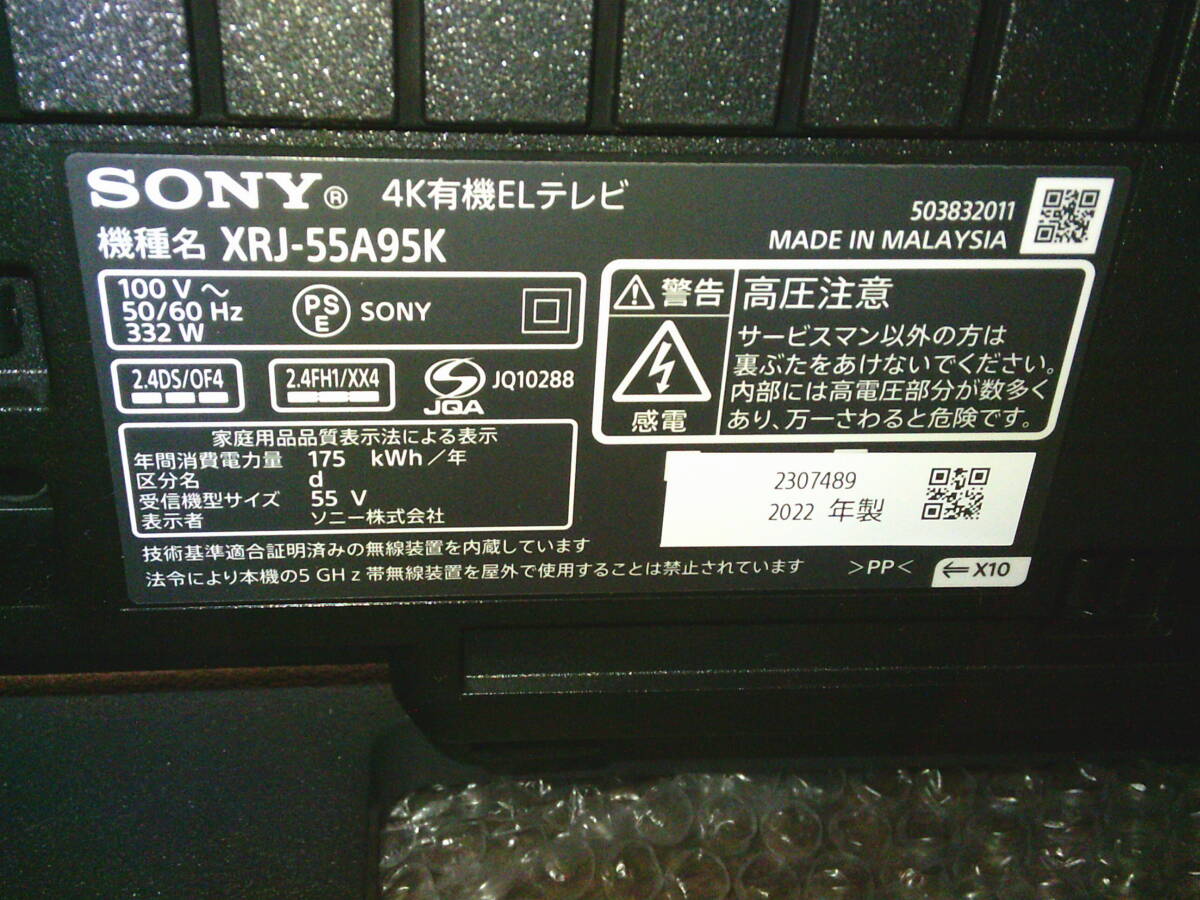 SONY® 4K有機ELテレビ
機種名 XRJ-55A95K
503832011
MADE IN MALAYSIA
100 V ～
50/60 Hz
332 W
PSE SONY
2.4DS/OF4
2.4FH1/XX4
JQA JQ10288
家庭用品品質表示法による表示
年間消費電力量 175 kWh／年
区分名 d
受信機型サイズ 55 V
表示者 ソニー株式会社
技術基準適合証明済みの無線装置を内蔵しています
法令により本機の5 GHz帯無線装置を屋外で使用することは禁止されています
⚠警告
感電
高圧注意
サービスマン以外の方は
裏ぶたをあけないでください。
内部には高電圧部分が数多く
あり、万一さわると危険です。
2307489
2022 年製
>PP<
⇐ X10